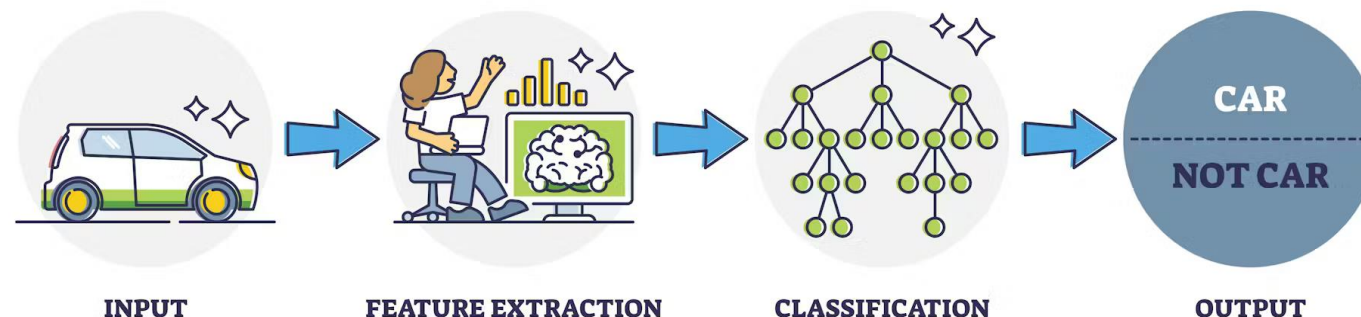 CAR
NOT CAR
INPUT
FEATURE EXTRACTION
CLASSIFICATION
OUTPUT